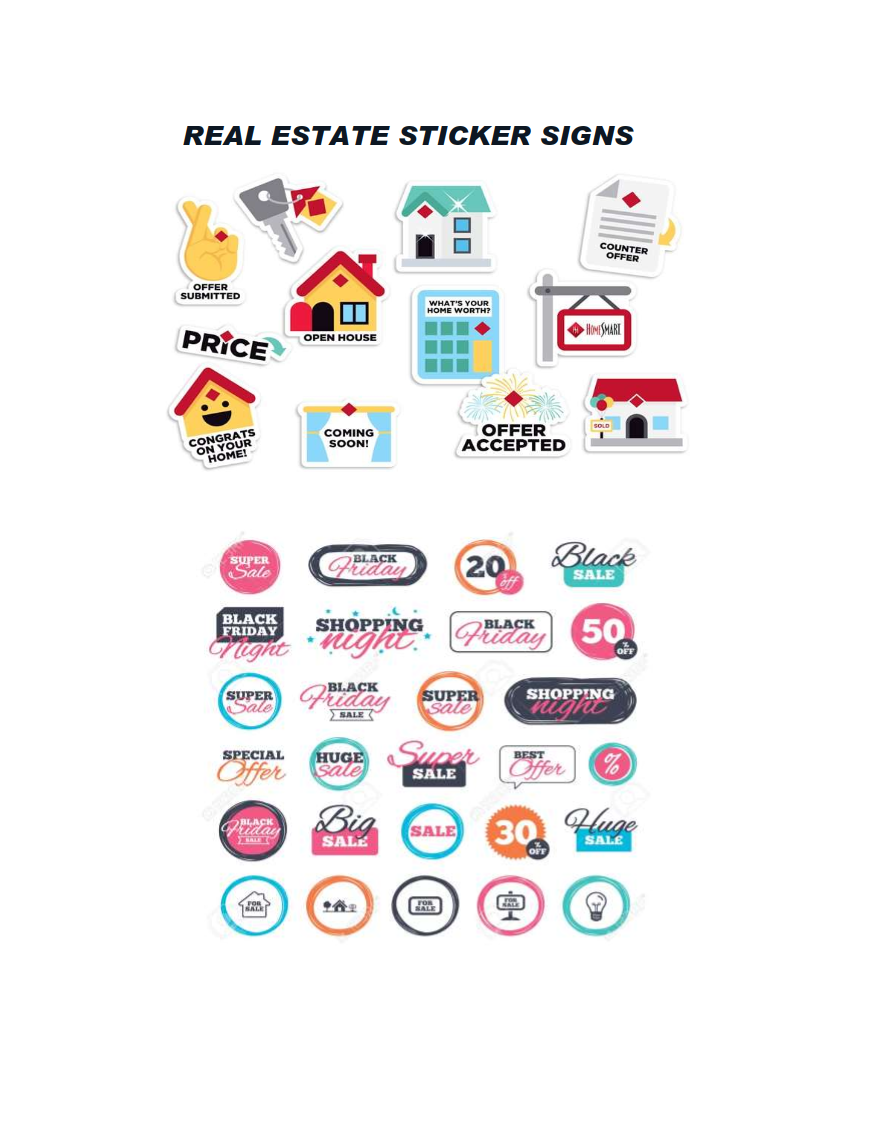 REAL ESTATE STICKER SIGNS
OFFER
SUBMITTED
COUNTER
OFFER
WHAT'S YOUR
HOME WORTH?
OPEN HOUSE
HOMESMART
PRICE
CONGRATS
ON YOUR
HOME!
COMING
SOON!
OFFER
ACCEPTED
SOLD
SUPER
Sale
BLACK
Friday
20
off
Black
SALE
BLACK
FRIDAY
Night
SHOPPING
night
BLACK
Friday
50
%
OFF
SUPER
Sale
BLACK
Friday
SALE
SUPER
sale
SHOPPING
night
SPECIAL
Offer
HUGE
sale
Super
SALE
BEST
Offer
%
BLACK
Friday
SALE
Big
SALE
SALE
30
%
OFF
Huge
SALE
FOR
SALE
FOR
SALE
FOR
SALE